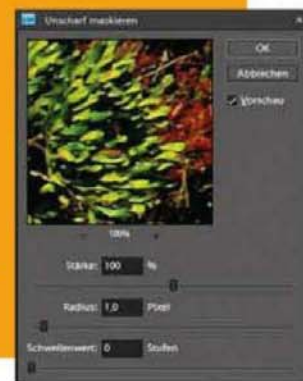 Unscharf maskieren
OK
Abbrechen
Vorschau
100%
Stärke: 100 %
Radius: 1,0 Pixel
Schwellenwert: 0 Stufen